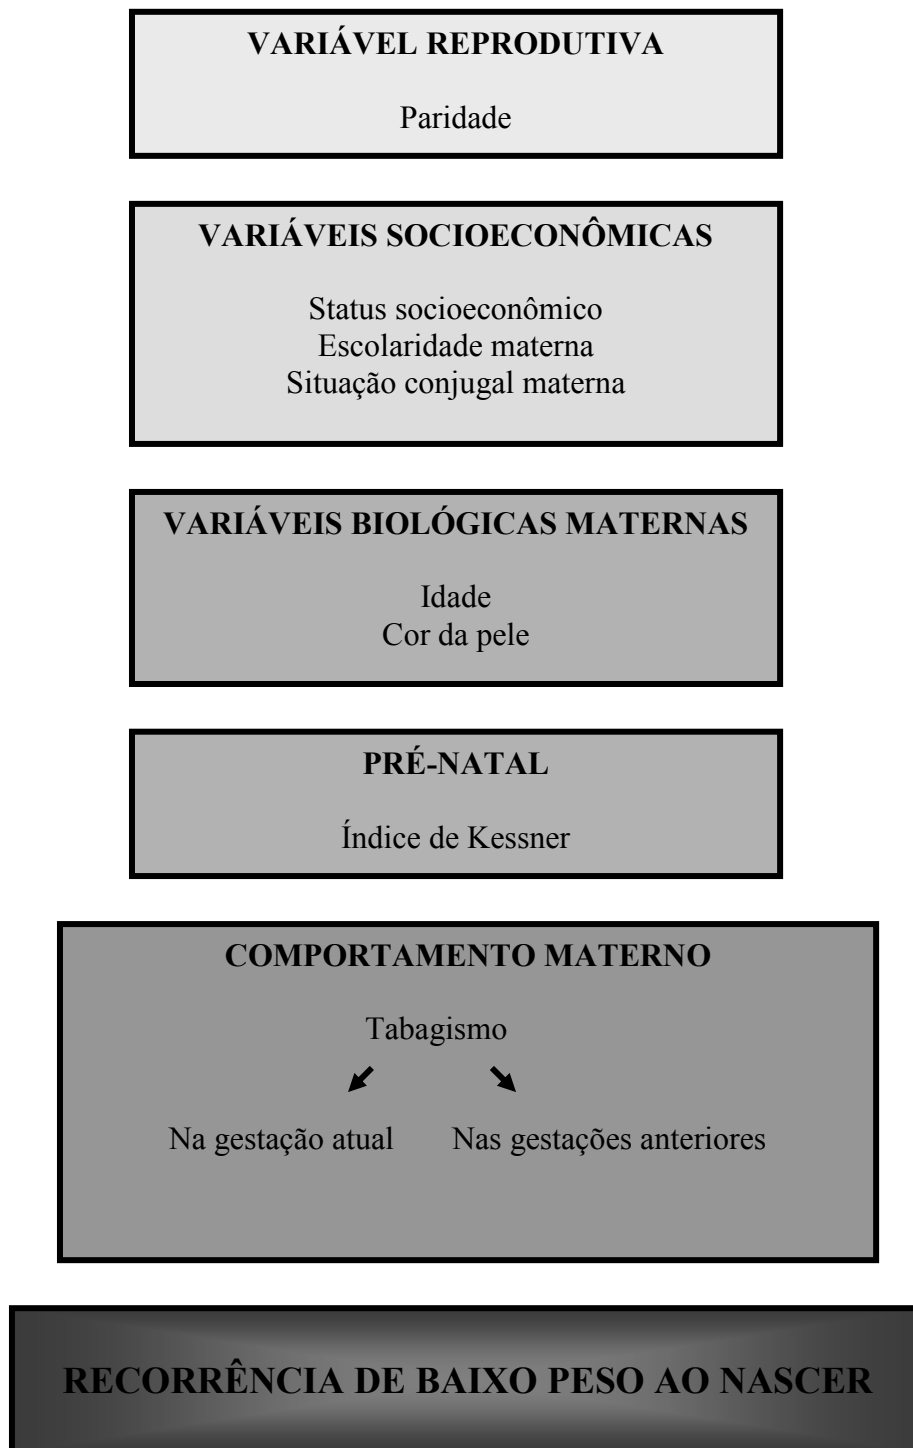 VARIÁVEL REPRODUTIVA
Paridade
VARIÁVEIS SOCIOECONÔMICAS
Status socioeconômico
Escolaridade materna
Situação conjugal materna
VARIÁVEIS BIOLÓGICAS MATERNAS
Idade
Cor da pele
PRÉ-NATAL
Índice de Kessner
COMPORTAMENTO MATERNO
Tabagismo
Na gestação atual Nas gestações anteriores
RECORRÊNCIA DE BAIXO PESO AO NASCER